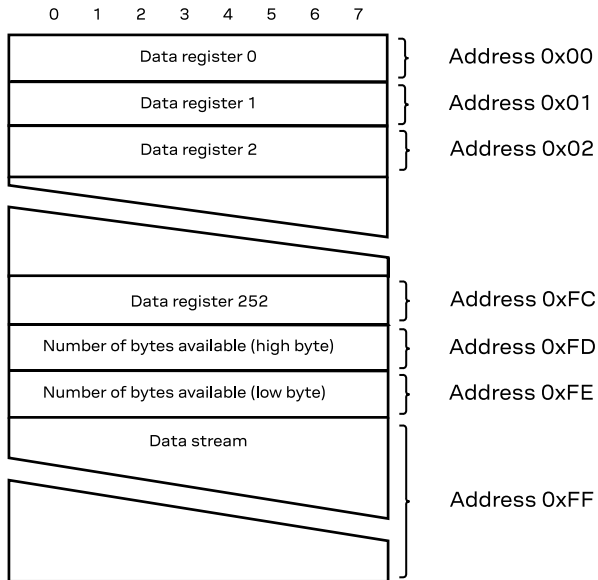 0 1 2 3 4 5 6 7
Data register 0 Address 0x00
Data register 1 Address 0x01
Data register 2 Address 0x02
Data register 252 Address 0xFC
Number of bytes available (high byte) Address 0xFD
Number of bytes available (low byte) Address 0xFE
Data stream
Address 0xFF